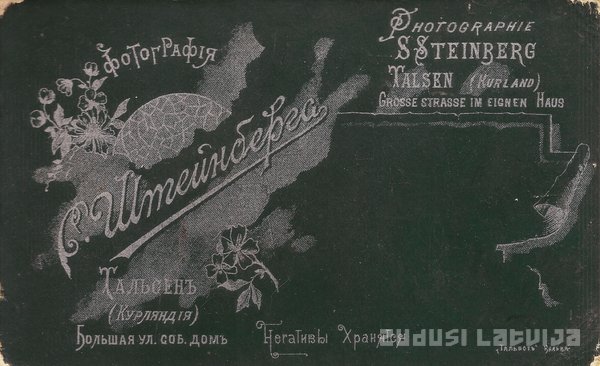 Фотографія
С. Штейнберга
Тальсенъ
(Курляндія)
Большая ул. соб. домъ
Негативы Хранятся
Photographie
S. Steinberg
Talsen (Kurland)
Grosse Strasse im eignen Haus
ZUDUSI LATVIJA
„Тальботъ"